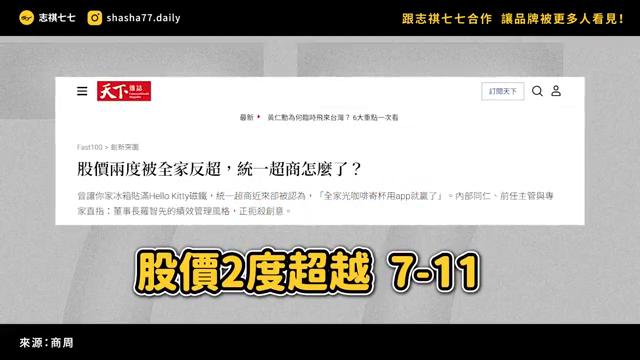 志祺七七
shasha77.daily
跟志祺七七合作 讓品牌被更多人看見！
天下 雜誌
訂閱天下
最新 黃仁勳為何臨時飛來台灣？ 6大重點一次看
Fast100 > 創新突圍
股價兩度被全家反超，統一超商怎麼了？
曾讓你家冰箱貼滿Hello Kitty磁鐵，統一超商近來卻被認為，「全家光咖啡寄杯用app就贏了」。內部同仁、前任主管與專
家直指：董事長羅智先的績效管理風格，正扼殺創意。
股價2度超越 7-11
來源：商周